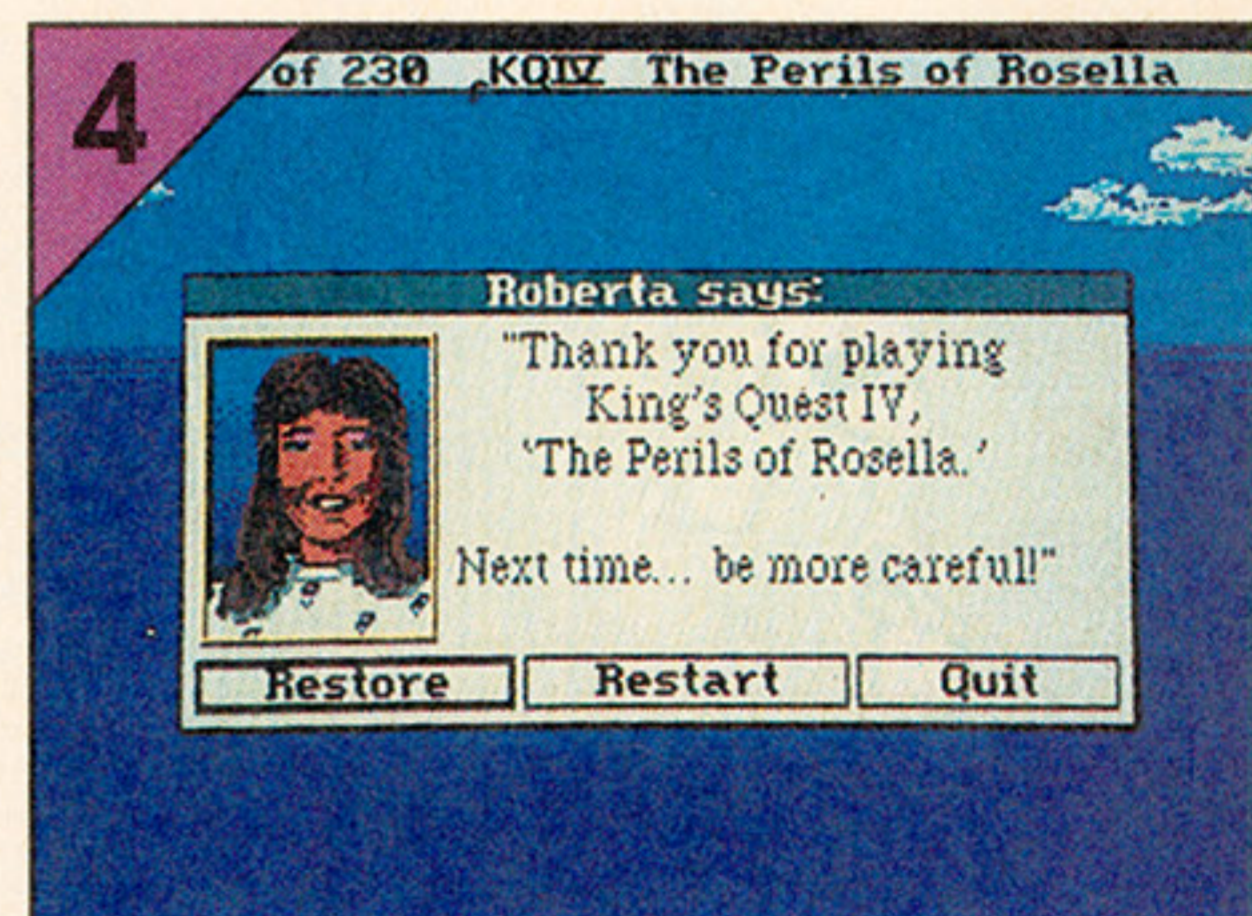 4
of 230 KQIV The Perils of Rosella
Roberta says:
"Thank you for playing
King's Quest IV,
'The Perils of Rosella.'
Next time... be more careful!"
Restore Restart Quit